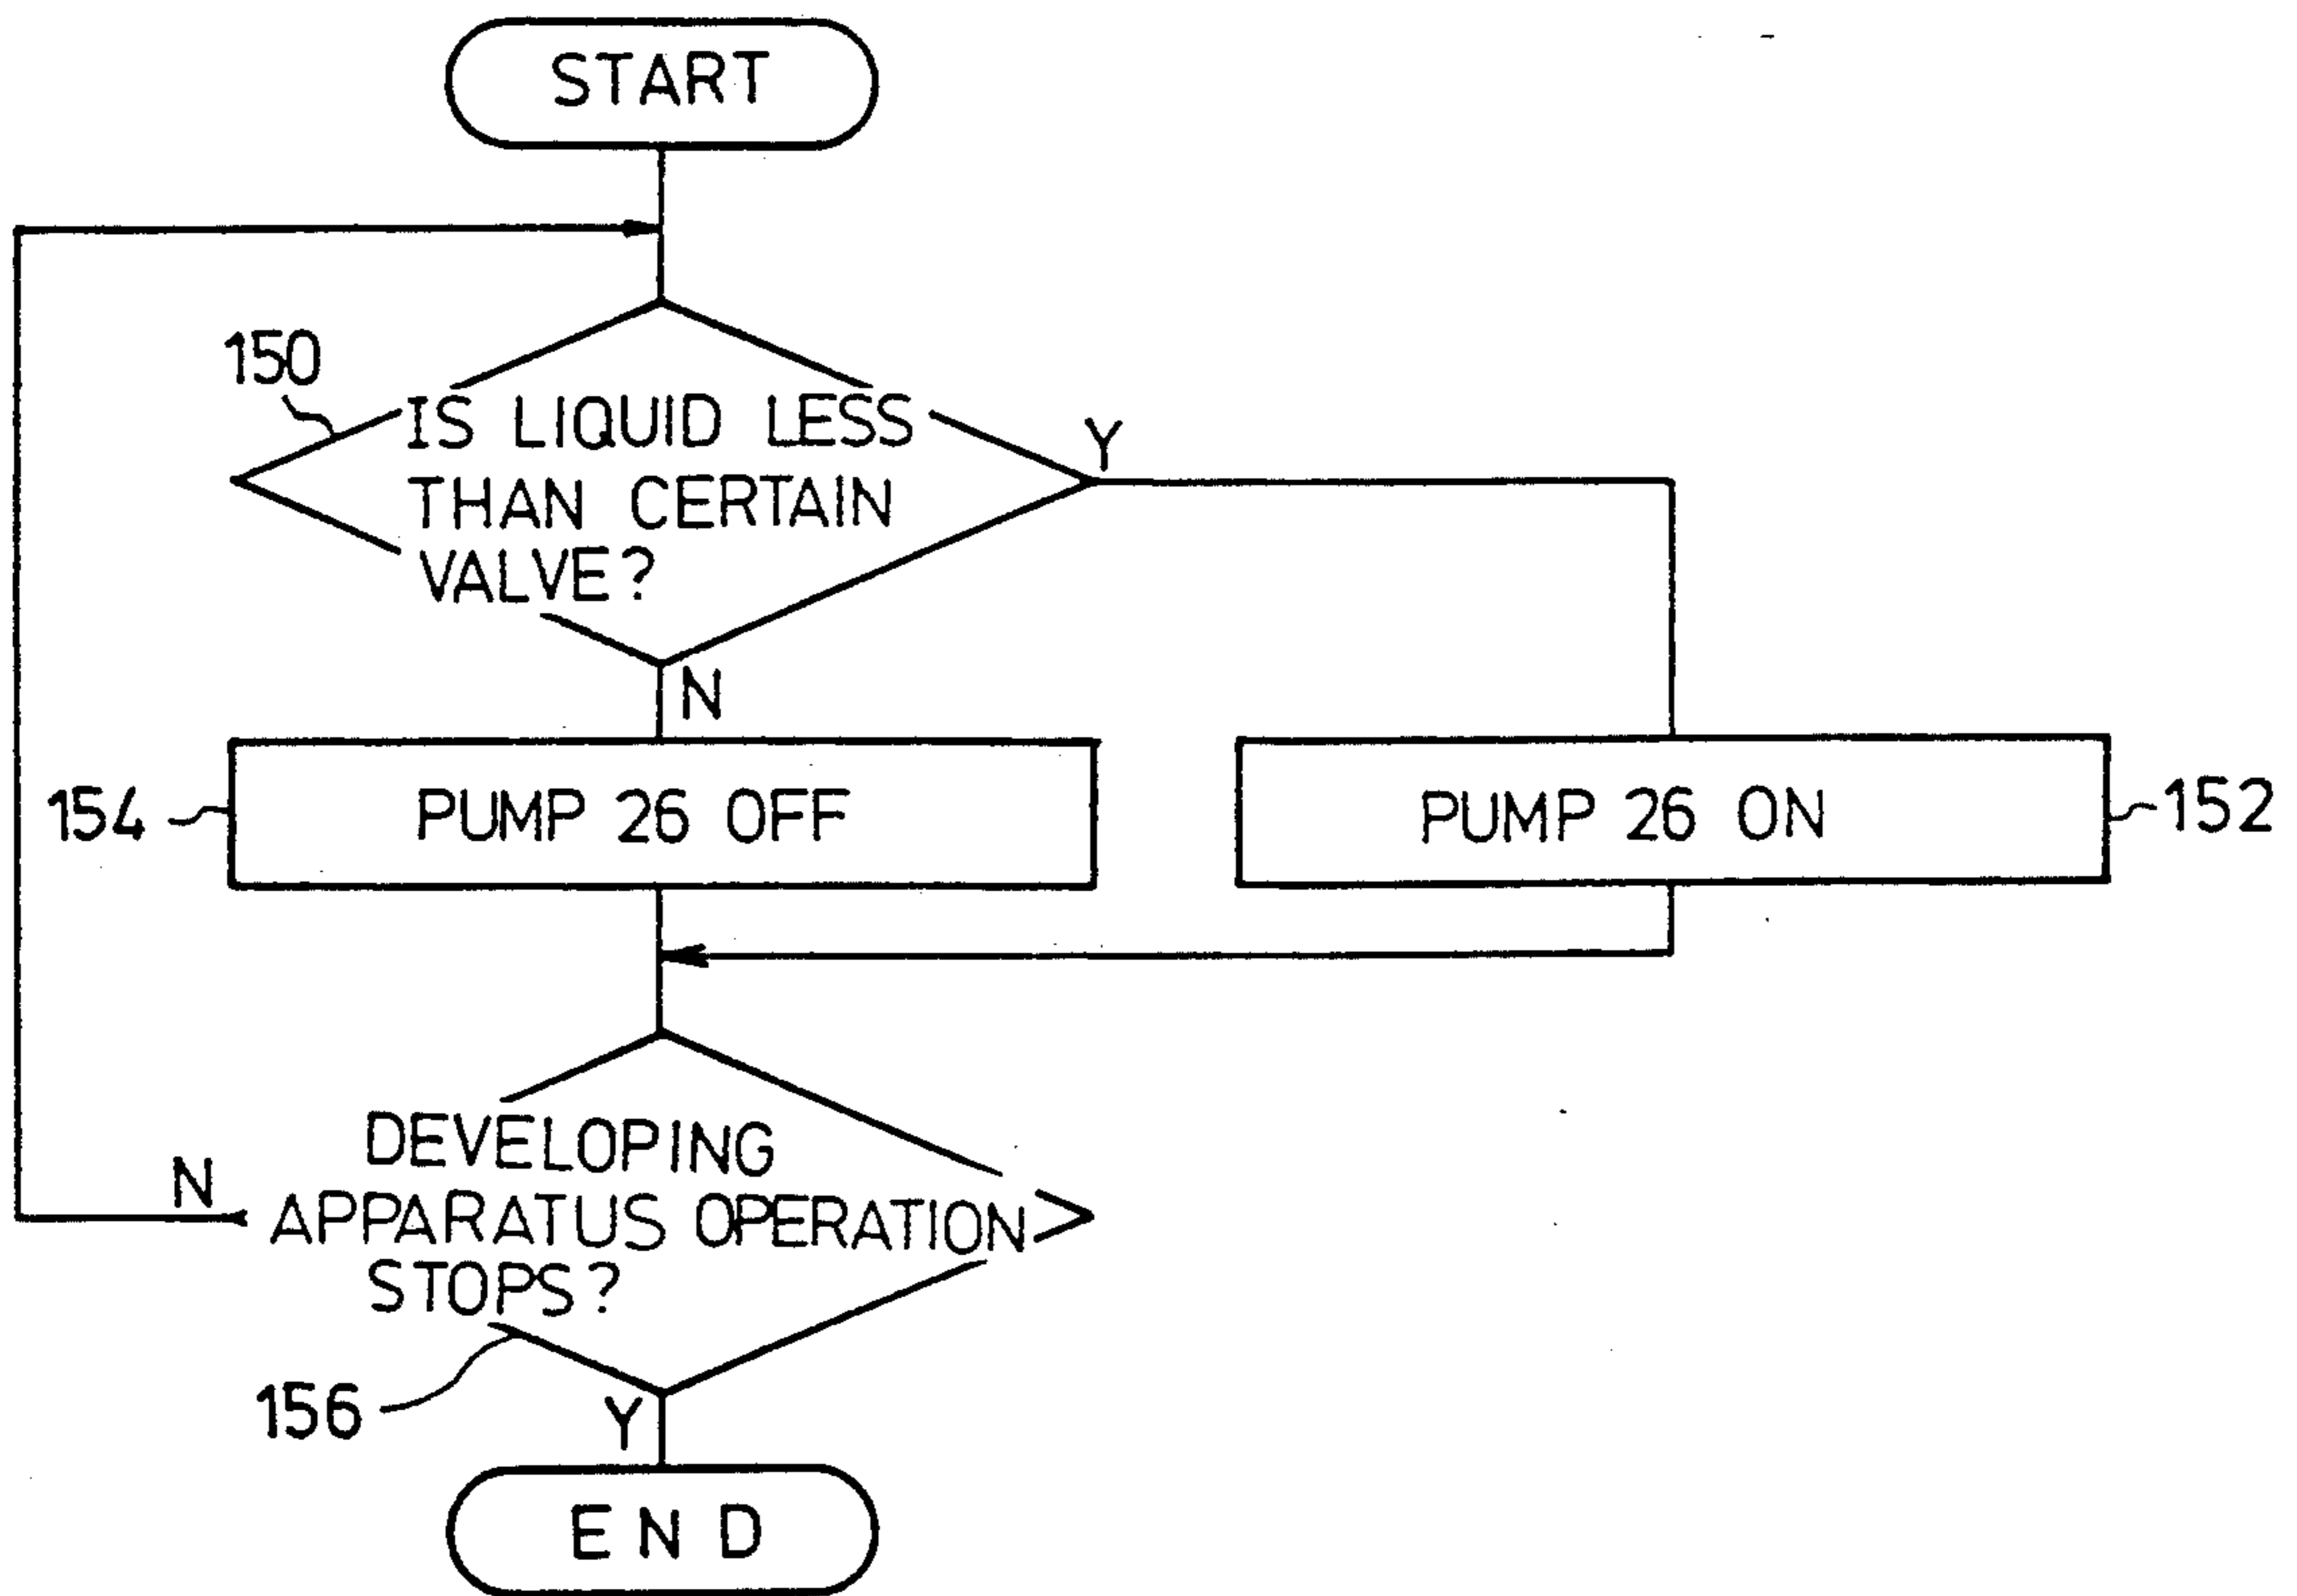 START
150
IS LIQUID LESS
THAN CERTAIN
VALVE?
Y
N
154
PUMP 26 OFF
PUMP 26 ON
152
DEVELOPING
N
APPARATUS OPERATION
STOPS?
156
Y
END